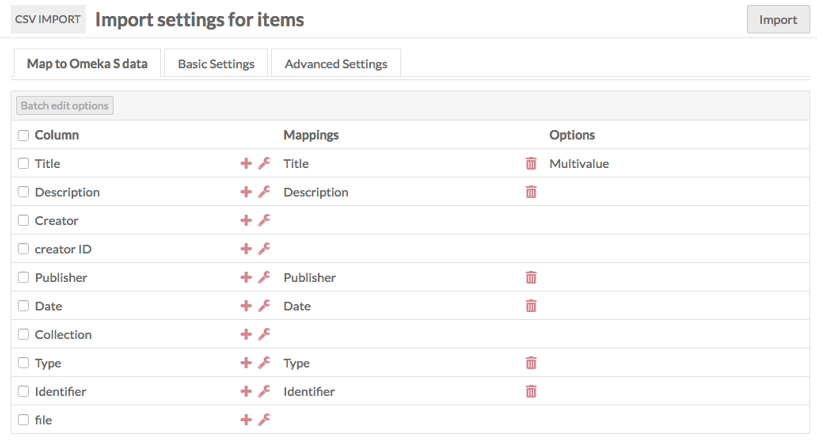 CSV IMPORT Import settings for items Import
Map to Omeka S data Basic Settings Advanced Settings
Batch edit options
Column Mappings Options
Title Title Multivalue
Description Description
Creator
creator ID
Publisher Publisher
Date Date
Collection
Type Type
Identifier Identifier
file